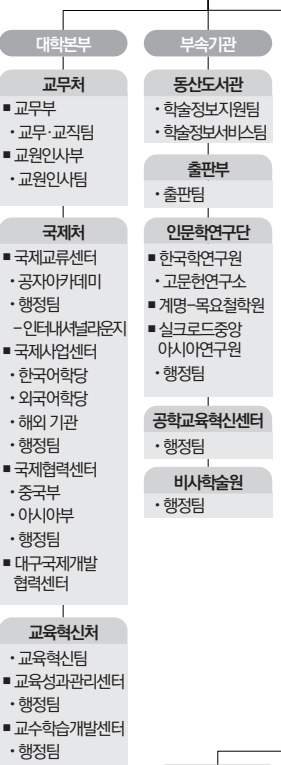 대학본부
교무처
■ 교무부
• 교무·교직팀
■ 교원인사부
• 교원인사팀
국제처
■ 국제교류센터
• 공자아카데미
• 행정팀
– 인터내셔널라운지
■ 국제사업센터
• 한국어학당
• 외국어학당
• 해외 기관
• 행정팀
■ 국제협력센터
• 중국부
• 아시아부
• 행정팀
■ 대구국제개발
협력센터
교육혁신처
• 교육혁신팀
■ 교육성과관리센터
• 행정팀
■ 교수학습개발센터
• 행정팀
부속기관
동산도서관
• 학술정보지원팀
• 학술정보서비스팀
출판부
• 출판팀
인문학연구단
■ 한국학연구원
• 고문헌연구소
■ 계명-목요철학원
■ 실크로드중앙
아시아연구원
• 행정팀
공학교육혁신센터
• 행정팀
비사학술원
• 행정팀